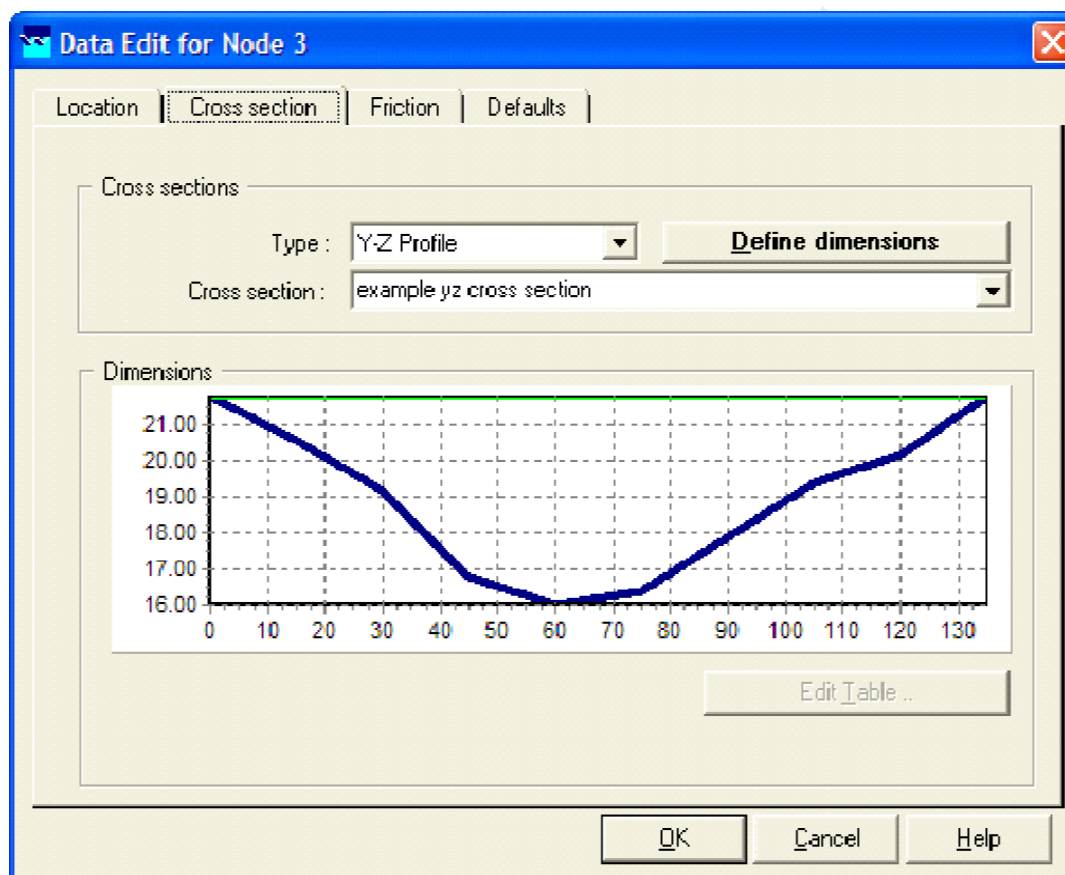 Data Edit for Node 3
Location Cross section Friction Defaults
Cross sections
Type : Y-Z Profile Define dimensions
Cross section : example yz cross section
Dimensions
21.00
20.00
19.00
18.00
17.00
16.00
0 10 20 30 40 50 60 70 80 90 100 110 120 130
Edit Table ..
OK Cancel Help